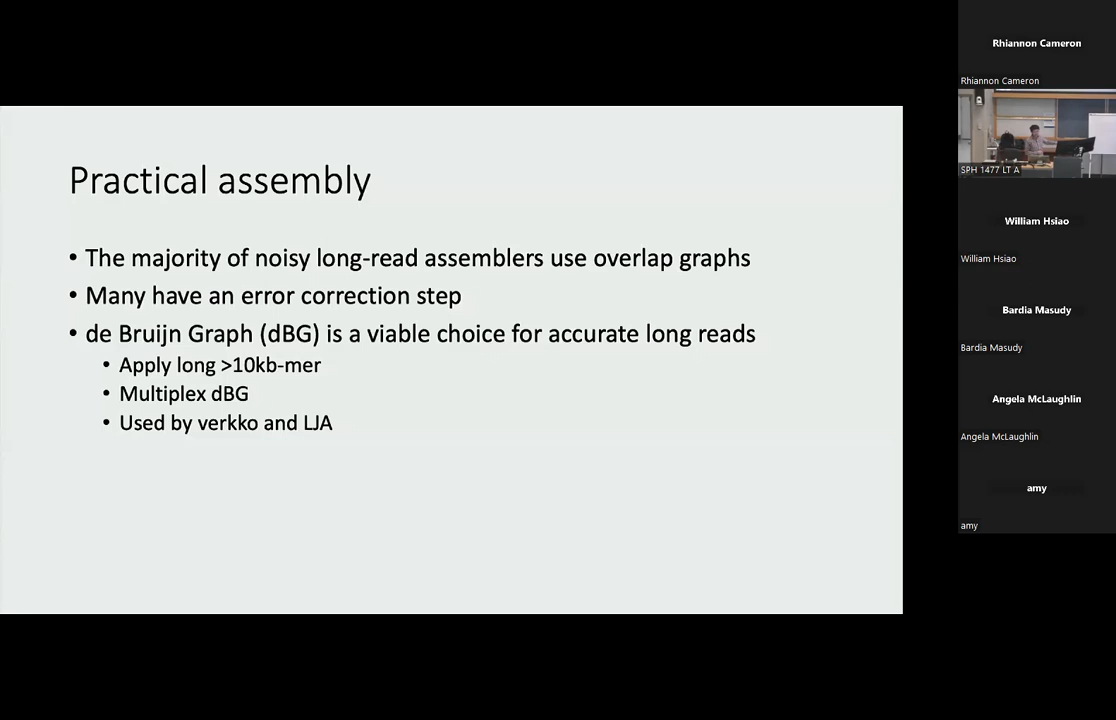 Practical assembly
• The majority of noisy long-read assemblers use overlap graphs
• Many have an error correction step
• de Bruijn Graph (dBG) is a viable choice for accurate long reads
• Apply long >10kb-mer
• Multiplex dBG
• Used by verkko and LJA
Rhiannon Cameron
Rhiannon Cameron
SPH 1477 LT A
William Hsiao
William Hsiao
Bardia Masudy
Bardia Masudy
Angela McLaughlin
Angela McLaughlin
amy
amy